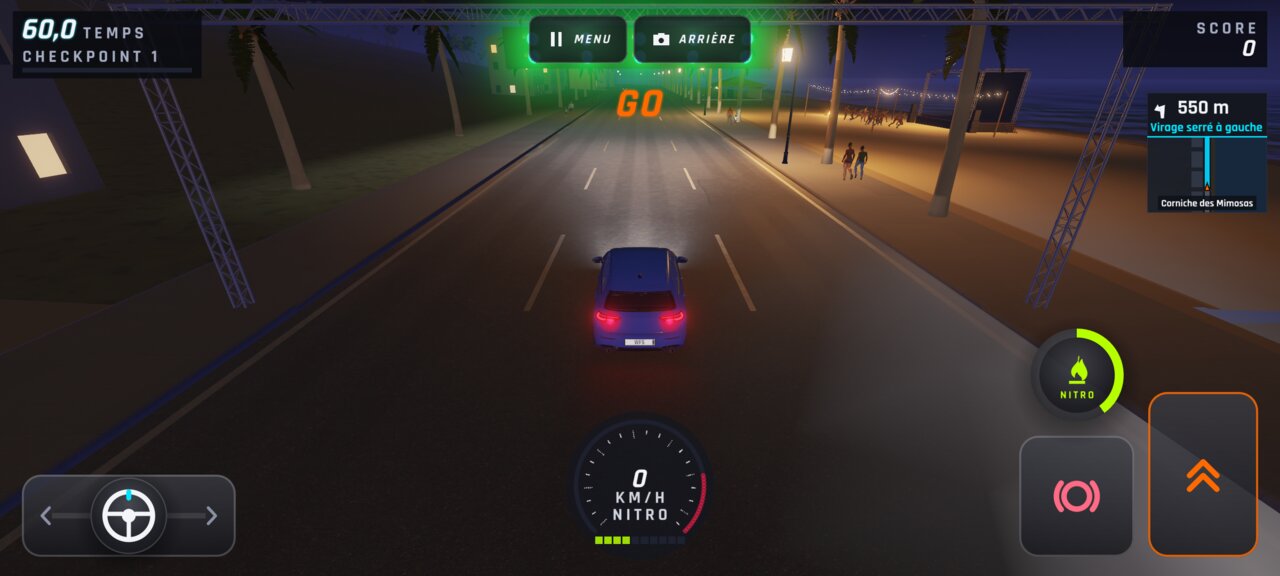 60,0 TEMPS
CHECKPOINT 1
MENU
ARRIÈRE
SCORE
0
GO
550 m
Virage serré à gauche
Corniche des Mimosas
NITRO
0
KM/H
NITRO
WFS